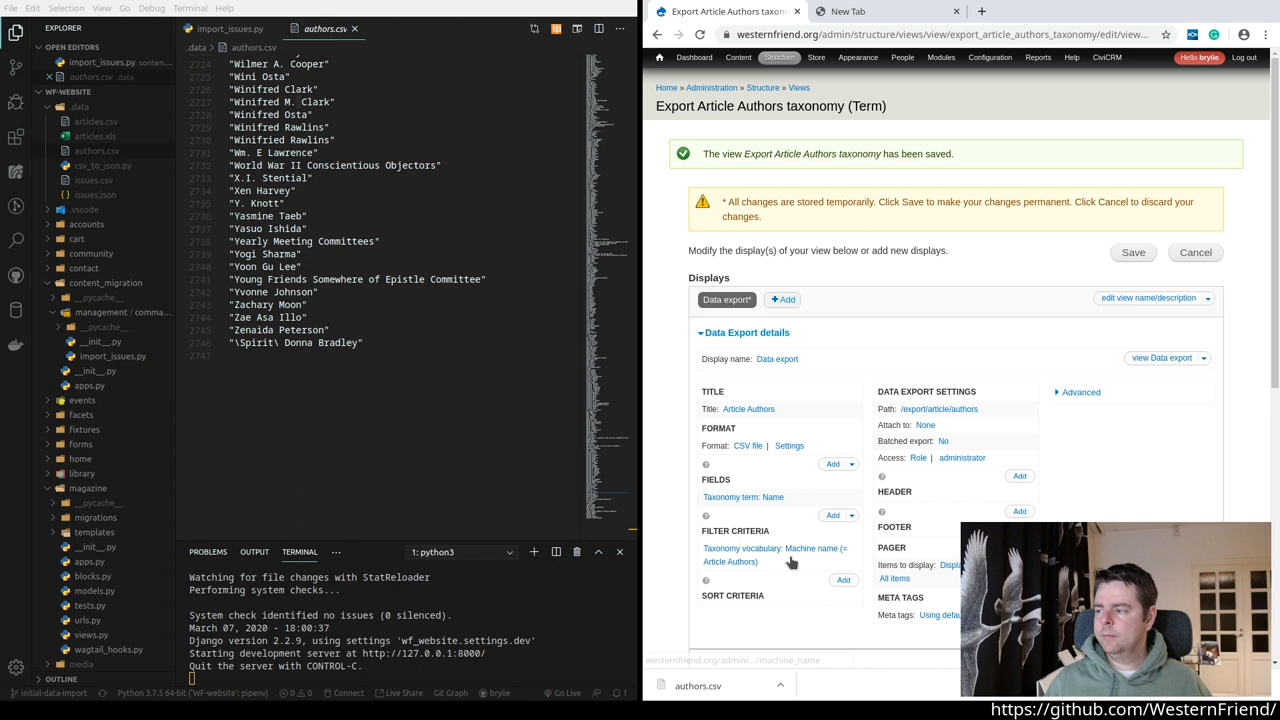 File Edit Selection View Go Debug Terminal Help
EXPLORER
OPEN EDITORS
import_issues.py conten...
authors.csv .data
WF-WEBSITE
.data
articles.csv
articles.xls
authors.csv
csv_to_json.py
issues.csv
issues.json
.vscode
accounts
cart
community
contact
content_migration
__pycache__
management / comma...
__pycache__
__init__.py
import_issues.py
__init__.py
apps.py
events
facets
fixtures
forms
home
library
magazine
__pycache__
migrations
templates
__init__.py
apps.py
blocks.py
models.py
tests.py
urls.py
views.py
wagtail_hooks.py
media
OUTLINE
import_issues.py
authors.csv
.data > authors.csv
2724 "Wilmer A. Cooper"
2725 "Wini Osta"
2726 "Winifred Clark"
2727 "Winifred M. Clark"
2728 "Winifred Osta"
2729 "Winifred Rawlins"
2730 "Winifried Rawlins"
2731 "Wm. E Lawrence"
2732 "World War II Conscientious Objectors"
2733 "X.I. Stential"
2734 "Xen Harvey"
2735 "Y. Knott"
2736 "Yasmine Taeb"
2737 "Yasuo Ishida"
2738 "Yearly Meeting Committees"
2739 "Yogi Sharma"
2740 "Yoon Gu Lee"
2741 "Young Friends Somewhere of Epistle Committee"
2742 "Yvonne Johnson"
2743 "Zachary Moon"
2744 "Zae Asa Illo"
2745 "Zenaida Peterson"
2746 "\Spirit\ Donna Bradley"
2747
PROBLEMS OUTPUT TERMINAL ... 1: python3
Watching for file changes with StatReloader
Performing system checks...
System check identified no issues (0 silenced).
March 07, 2020 - 18:00:37
Django version 2.2.9, using settings 'wf_website.settings.dev'
Starting development server at http://127.0.0.1:8000/
Quit the server with CONTROL-C.
initial-data-import Python 3.7.5 64-bit ('WF-website': pipenv) 0 0 Connect Live Share Git Graph brylie Go Live 1
Export Article Authors taxon
New Tab
westernfriend.org/admin/structure/views/view/export_article_authors_taxonomy/edit/view...
Dashboard Content Structure Store Appearance People Modules Configuration Reports Help CiviCRM Hello brylie Log out
Home » Administration » Structure » Views
Export Article Authors taxonomy (Term)
The view Export Article Authors taxonomy has been saved.
* All changes are stored temporarily. Click Save to make your changes permanent. Click Cancel to discard your
changes.
Modify the display(s) of your view below or add new displays.
Save Cancel
Displays
Data export* Add edit view name/description
Data Export details
Display name: Data export view Data export
TITLE
Title: Article Authors
FORMAT
Format: CSV file | Settings
Add
FIELDS
Taxonomy term: Name
Add
FILTER CRITERIA
Taxonomy vocabulary: Machine name (=
Article Authors)
Add
SORT CRITERIA
DATA EXPORT SETTINGS
Path: /export/article/authors
Attach to: None
Batched export: No
Access: Role | administrator
Add
HEADER
Add
FOOTER
PAGER
Items to display: Displa
All items
META TAGS
Meta tags: Using defau
Advanced
westernfriend.org/admin/.../machine_name
authors.csv
https://github.com/WesternFriend/